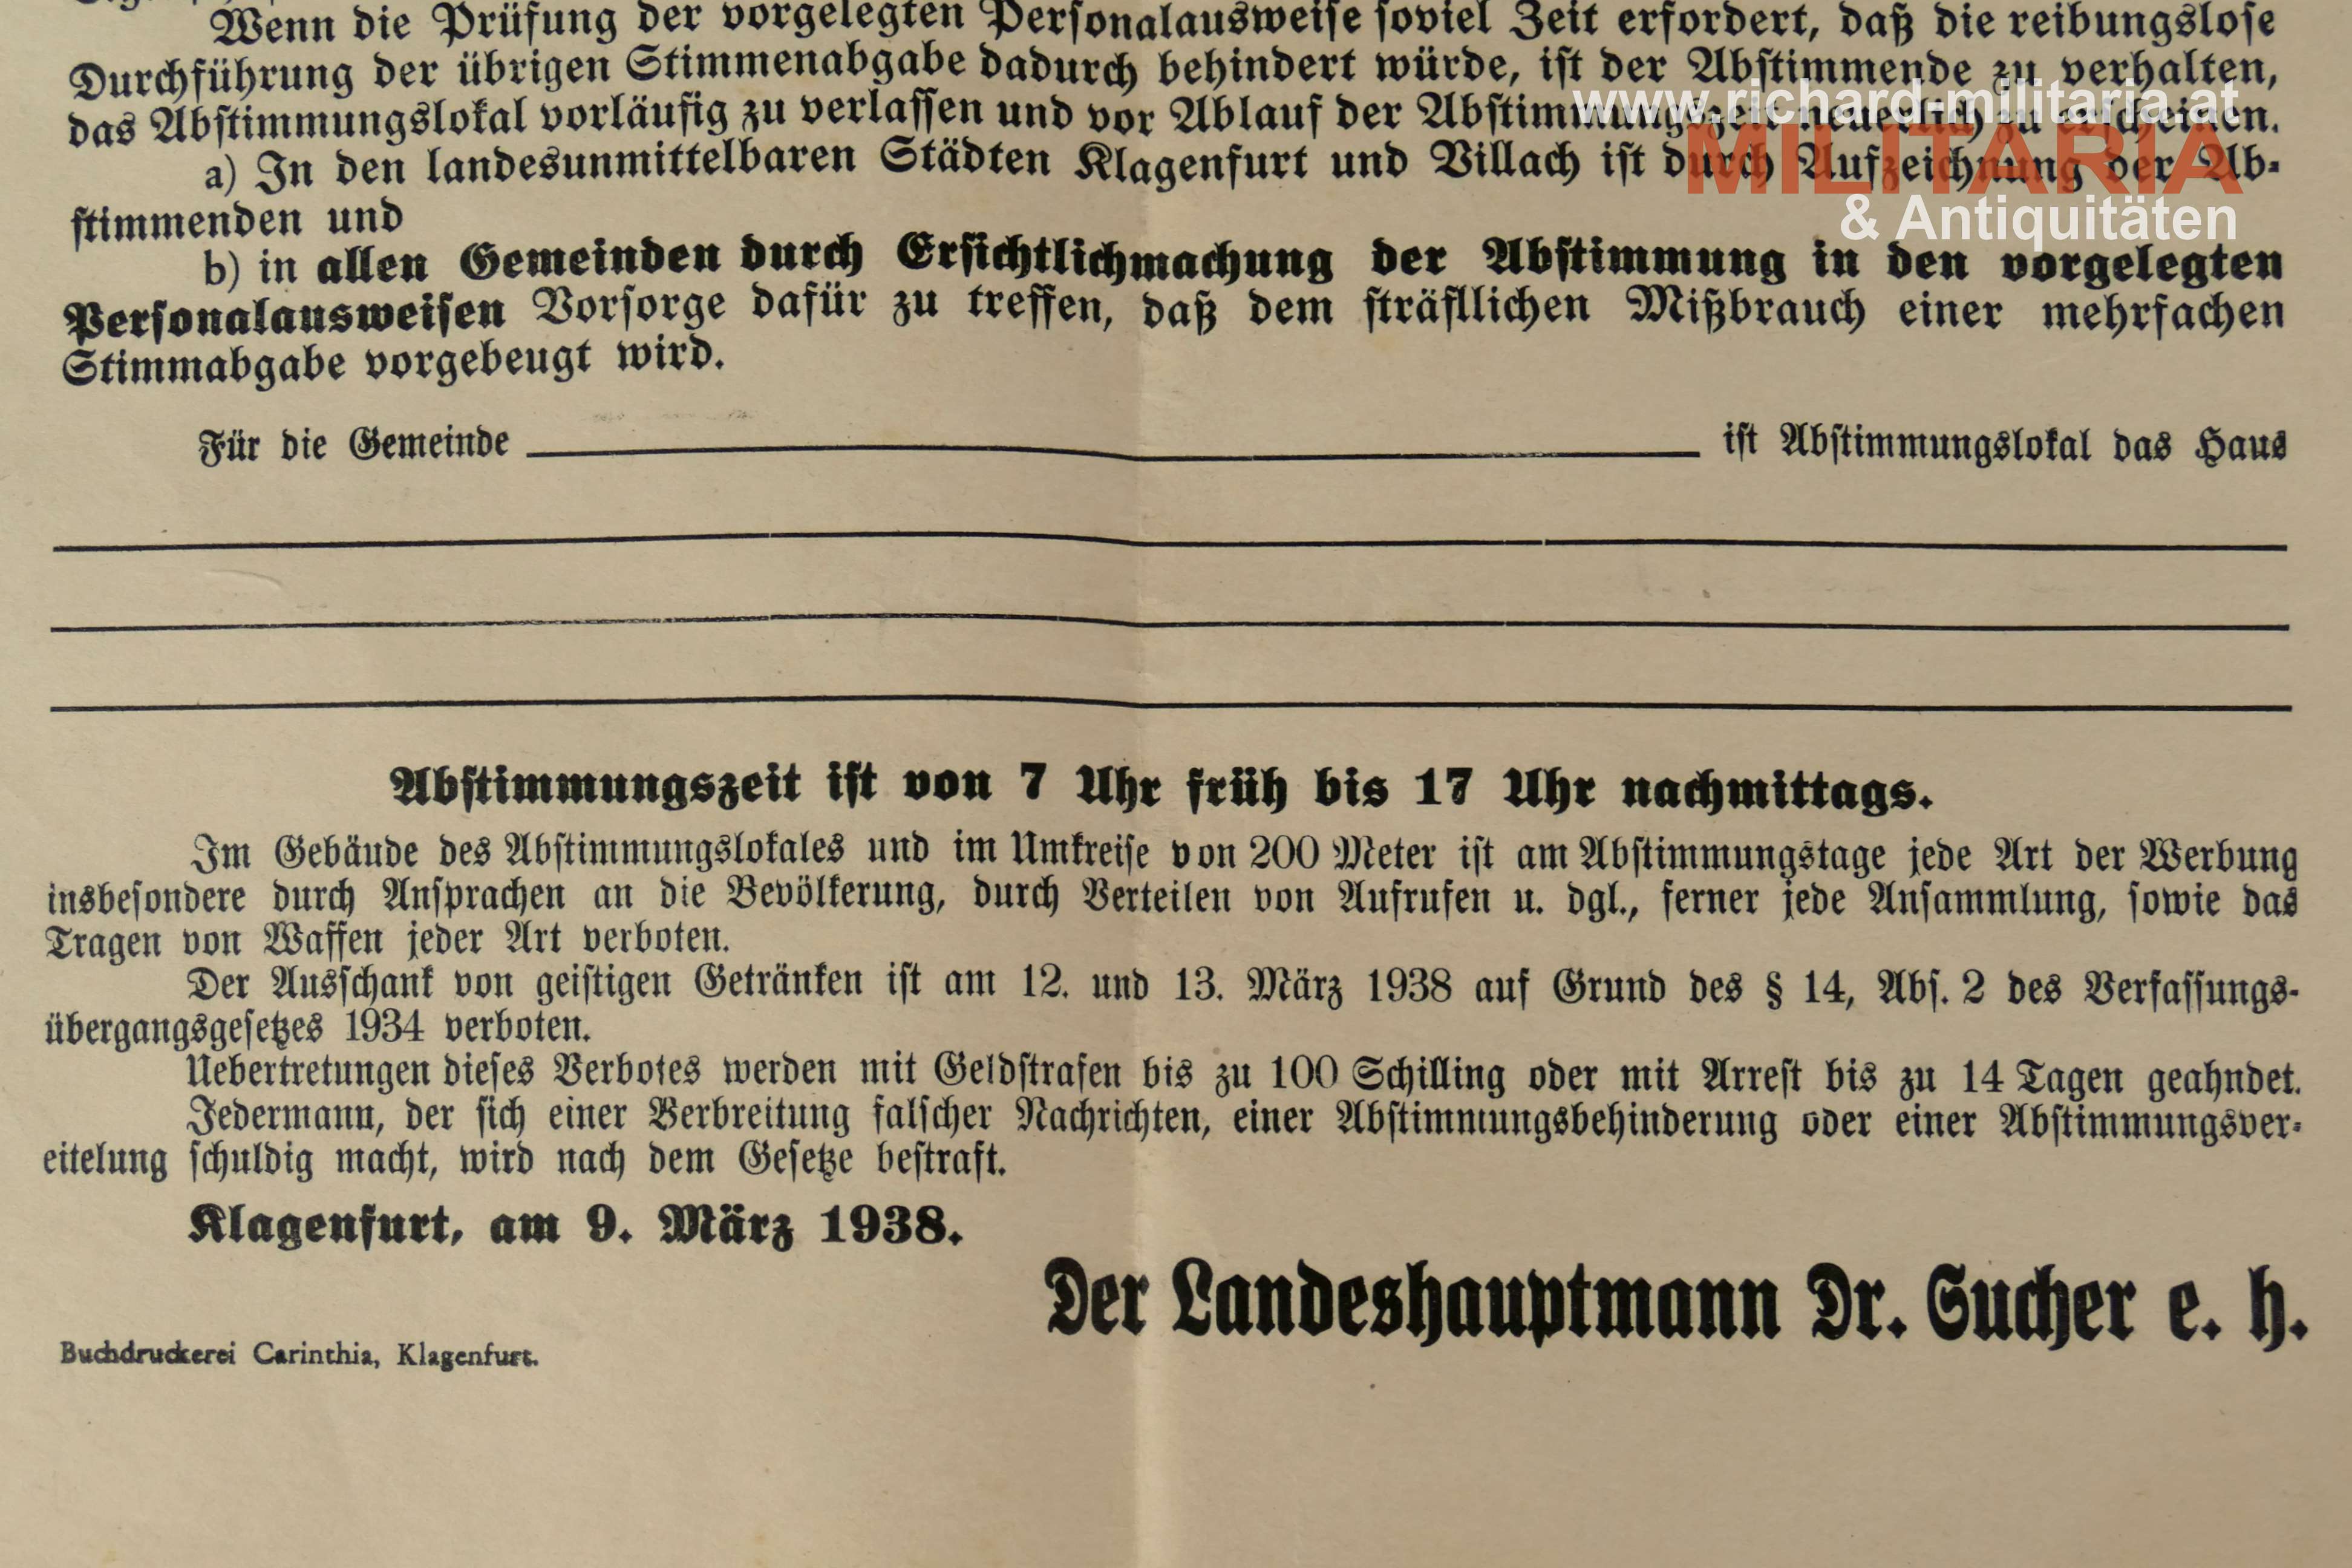 Wenn die Prüfung der vorgelegten Personalausweise soviel Zeit erfordert, daß die reibungslose
Durchführung der übrigen Stimmenabgabe dadurch behindert würde, ist der Abstimmende zu verhalten,
das Abstimmungslokal vorläufig zu verlassen und vor Ablauf der Abstimmungszeit neuerlich zu erscheinen.
www.richard-militaria.at
MILITARIA
& Antiquitäten
a) In den landesunmittelbaren Städten Klagenfurt und Villach ist durch Aufzeichnung der Ab-
stimmenden und
b) in allen Gemeinden durch Ersichtlichmachung der Abstimmung in den vorgelegten
Personalausweisen Vorsorge dafür zu treffen, daß dem sträfllichen Mißbrauch einer mehrfachen
Stimmabgabe vorgebeugt wird.
Für die Gemeinde ist Abstimmungslokal das Haus
Abstimmungszeit ist von 7 Uhr früh bis 17 Uhr nachmittags.
Im Gebäude des Abstimmungslokales und im Umkreise von 200 Meter ist am Abstimmungstage jede Art der Werbung
insbesondere durch Ansprachen an die Bevölkerung, durch Verteilen von Aufrufen u. dgl., ferner jede Ansammlung, sowie das
Tragen von Waffen jeder Art verboten.
Der Ausschank von geistigen Getränken ist am 12. und 13. März 1938 auf Grund des § 14, Abs. 2 des Verfassungs-
übergangsgesetzes 1934 verboten.
Uebertretungen dieses Verbotes werden mit Geldstrafen bis zu 100 Schilling oder mit Arrest bis zu 14 Tagen geahndet.
Jedermann, der sich einer Verbreitung falscher Nachrichten, einer Abstimmungsbehinderung oder einer Abstimmungsver-
eitelung schuldig macht, wird nach dem Gesetze bestraft.
Klagenfurt, am 9. März 1938.
Der Landeshauptmann Dr. Sucher e. h.
Buchdruckerei Carinthia, Klagenfurt.